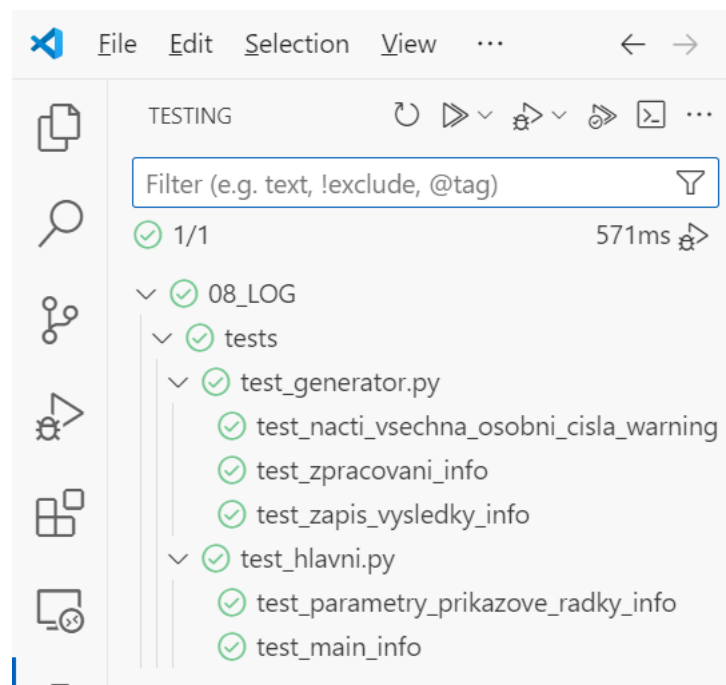 File Edit Selection View ...
TESTING
Filter (e.g. text, !exclude, @tag)
1/1 571ms
08_LOG
tests
test_generator.py
test_nacti_vsechna_osobni_cisla_warning
test_zpracovani_info
test_zapis_vysledky_info
test_hlavni.py
test_parametry_prikazove_radky_info
test_main_info